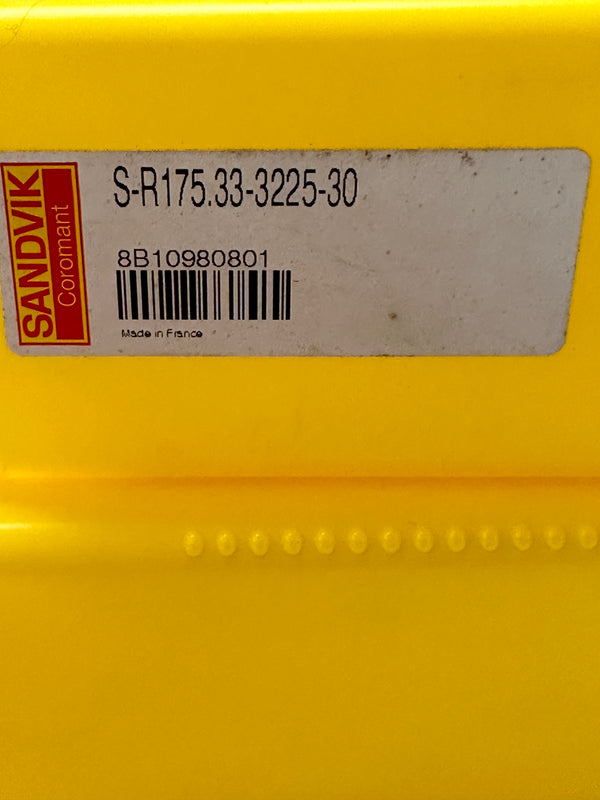 SANDVIK
Coromant
S-R175.33-3225-30
8B10980801
Made in France